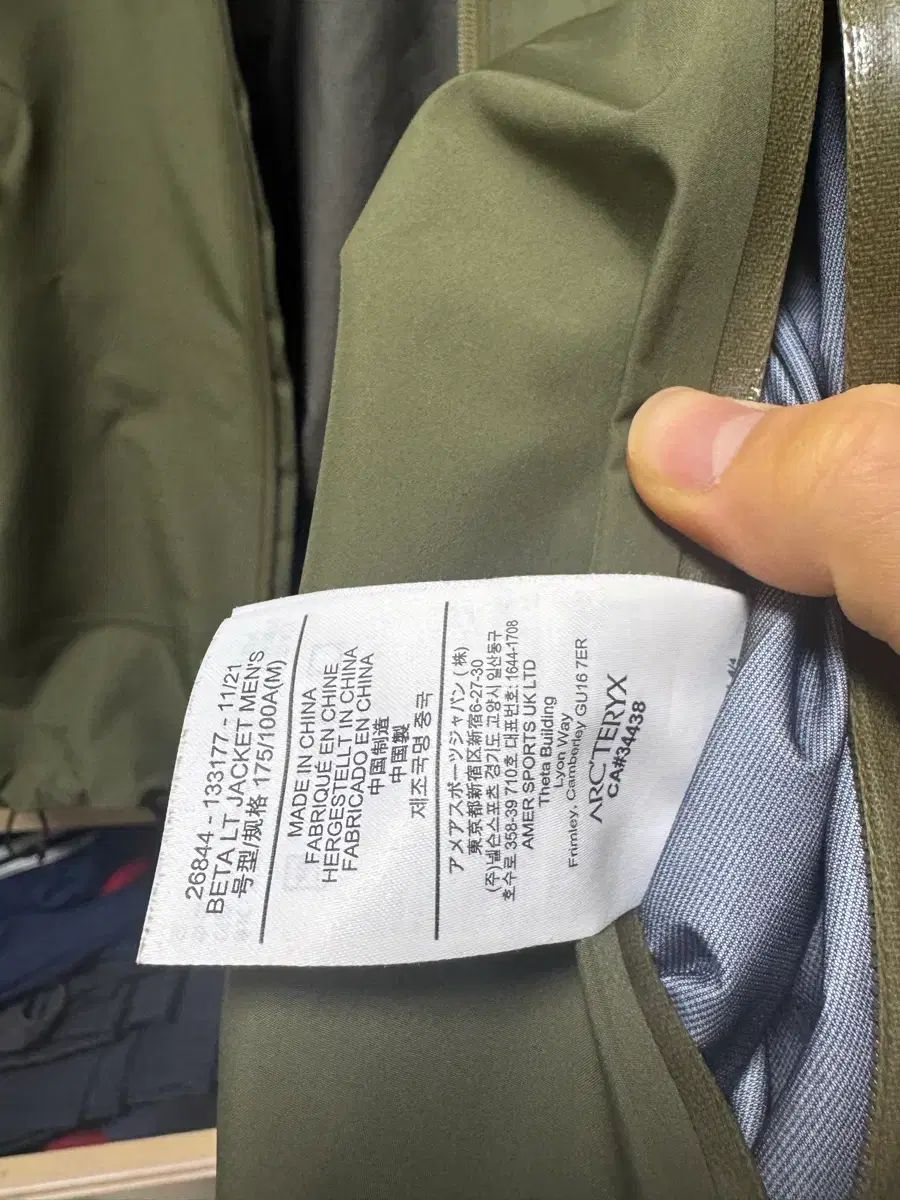 26844 - 133177 - 11/21
BETA LT JACKET MEN'S
号型/规格 175/100A(M)
MADE IN CHINA
FABRIQUÉ EN CHINE
HERGESTELLT IN CHINA
FABRICADO EN CHINA
中国制造
中国製
제조국명 중국
アメアスポーツジャパン (株)
東京都新宿区新宿6-27-30
(주)넬슨스포츠 경기도 고양시 일산동구
호수로 358-39 710호 대표번호: 1644-1708
AMER SPORTS UK LTD
Theta Building
Lyon Way
Frimley, Camberley GU16 7ER
ARC'TERYX
CA#34438